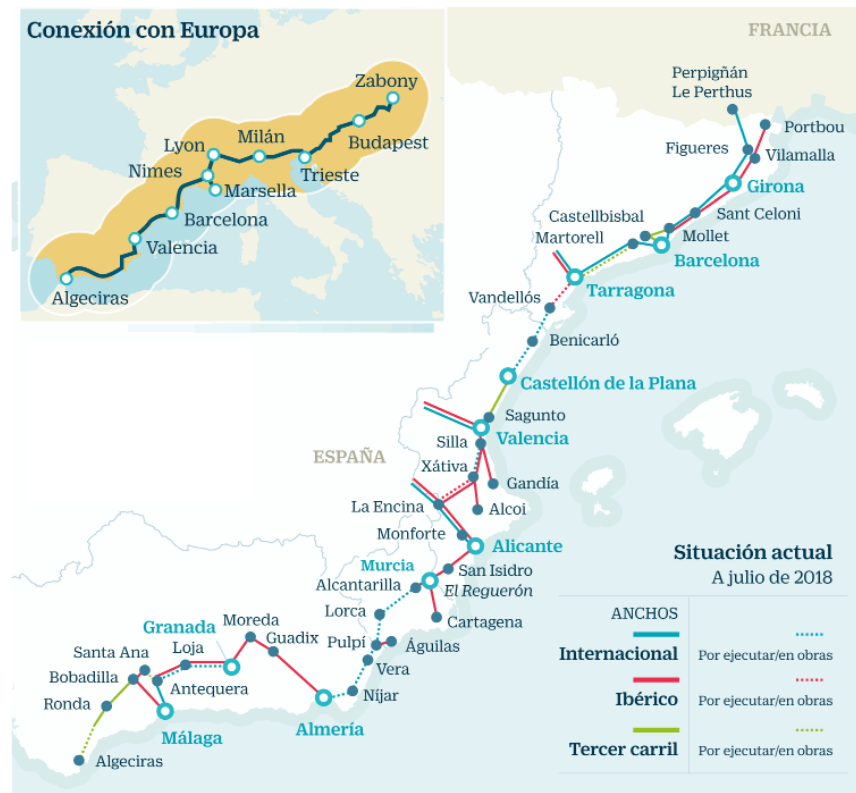 Conexión con Europa
Zabony
Lyon
Milán
Budapest
Nimes
Trieste
Marsella
Barcelona
Valencia
Algeciras
FRANCIA
Perpigñán
Le Perthus
Portbou
Figueres
Vilamalla
Girona
Castellbisbal
Sant Celoni
Martorell
Mollet
Barcelona
Tarragona
Vandellós
Benicarló
Castellón de la Plana
Sagunto
Valencia
Silla
ESPAÑA
Xátiva
Gandía
La Encina
Alcoi
Monforte
Alicante
Murcia
San Isidro
Alcantarilla
El Reguerón
Lorca
Cartagena
Moreda
Granada
Guadix
Pulpí
Águilas
Santa Ana
Loja
Vera
Bobadilla
Antequera
Níjar
Ronda
Málaga
Almería
Algeciras
Situación actual
A julio de 2018
ANCHOS
Internacional
Por ejecutar/en obras
Ibérico
Por ejecutar/en obras
Tercer carril
Por ejecutar/en obras